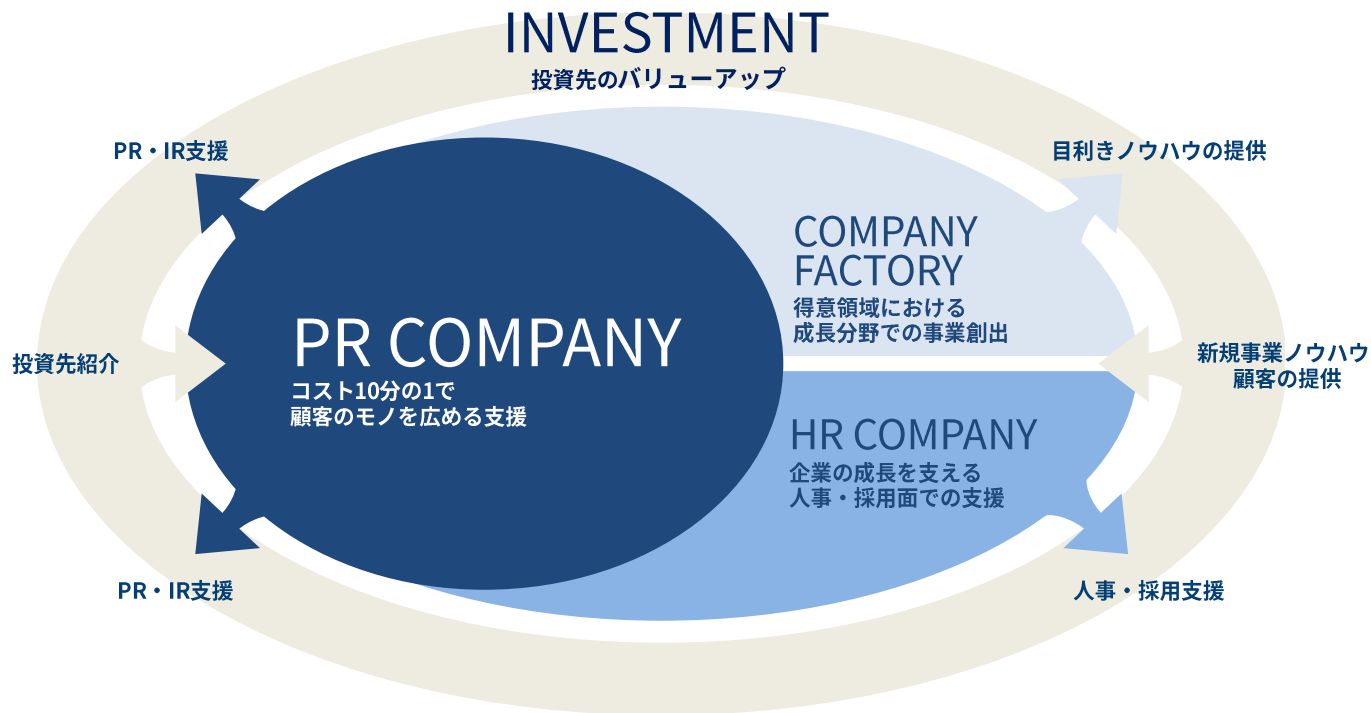 INVESTMENT
投資先のバリューアップ
PR・IR支援
目利きノウハウの提供
COMPANY
FACTORY
得意領域における
成長分野での事業創出
PR COMPANY
コスト10分の1で
顧客のモノを広める支援
投資先紹介
新規事業ノウハウ
顧客の提供
HR COMPANY
企業の成長を支える
人事・採用面での支援
PR・IR支援
人事・採用支援